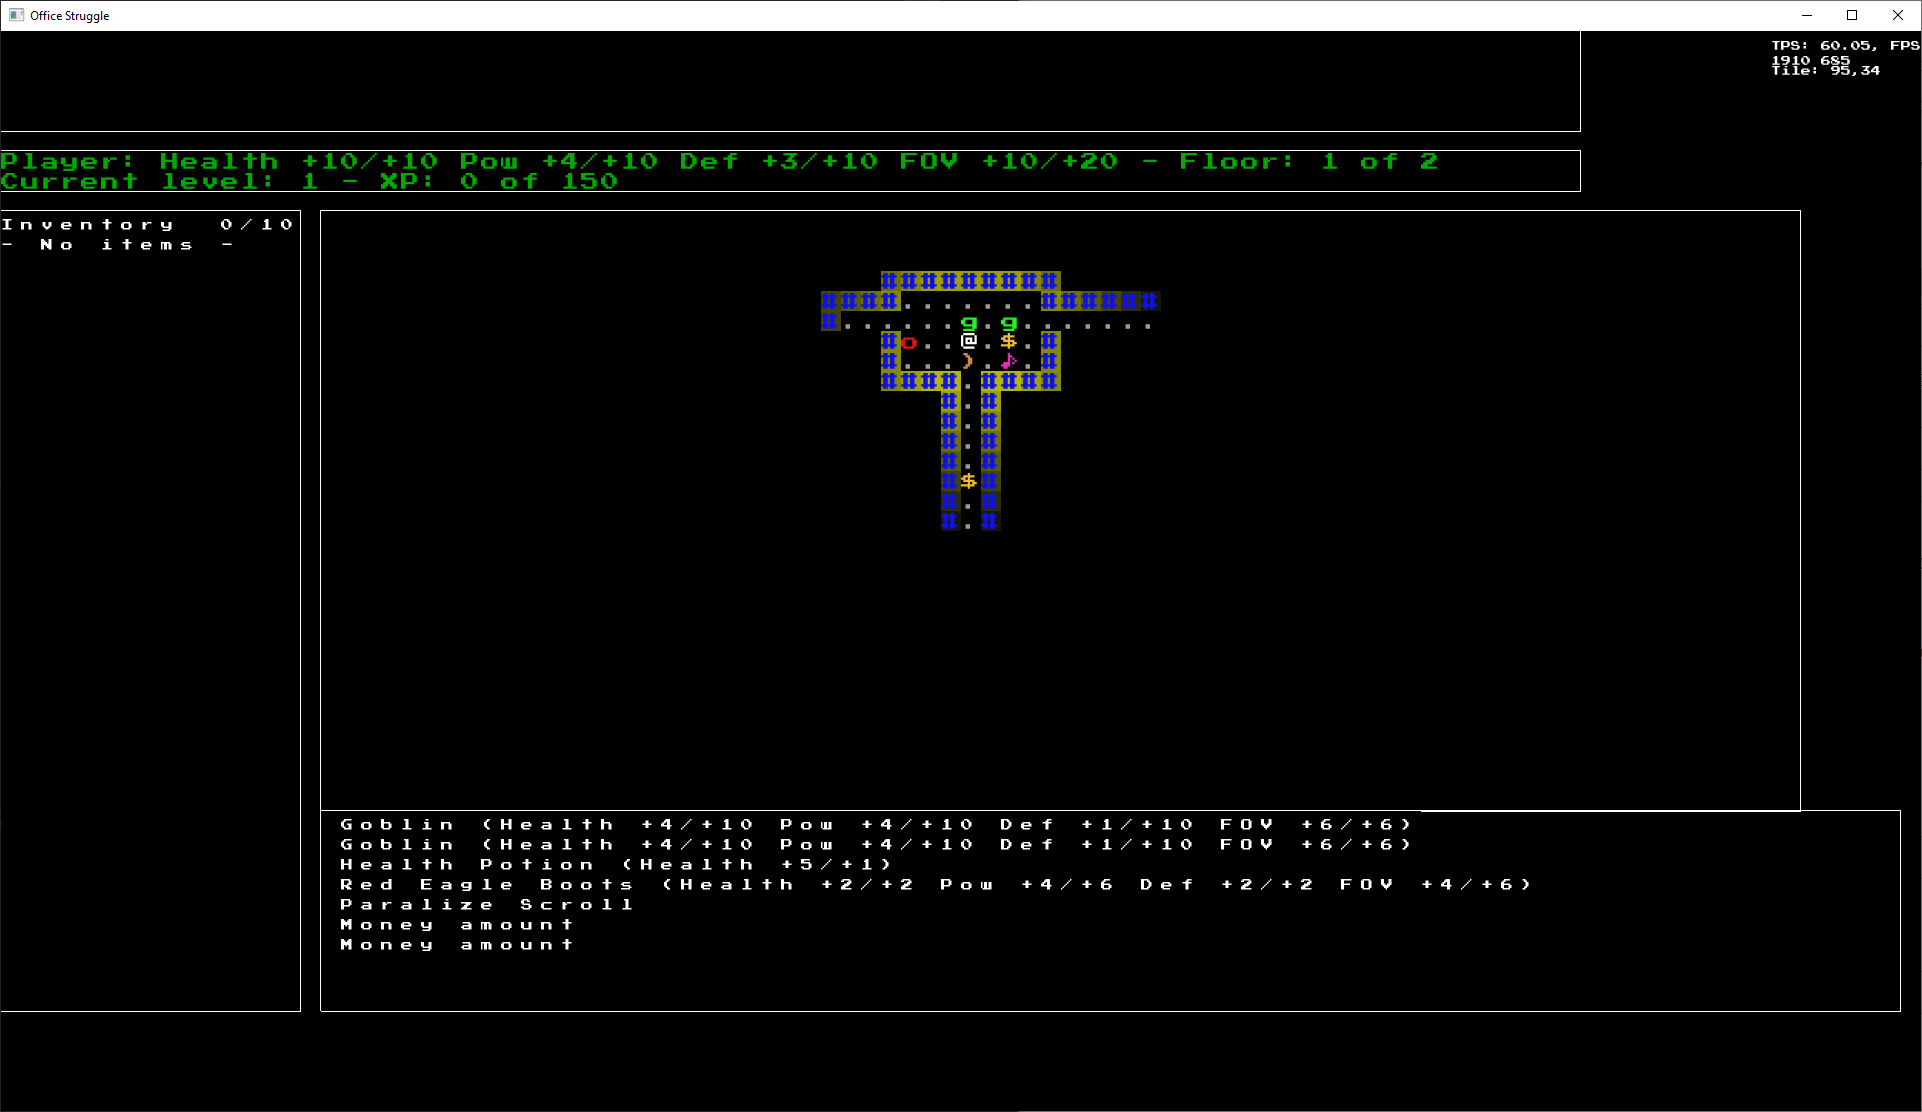 Office Struggle
TPS: 60.05, FPS
1910 685
Tile: 95,34
Player: Health +10/+10 Pow +4/+10 Def +3/+10 FOV +10/+20 - Floor: 1 of 2
Current level: 1 - XP: 0 of 150
Inventory 0/10
- No items -
#########
####.......######
#......g.g.......
#o..@.$.#
#...).♪.#
####.####
#.#
#.#
#.#
#.#
#$#
#.#
#.#
Goblin (Health +4/+10 Pow +4/+10 Def +1/+10 FOV +6/+6)
Goblin (Health +4/+10 Pow +4/+10 Def +1/+10 FOV +6/+6)
Health Potion (Health +5/+1)
Red Eagle Boots (Health +2/+2 Pow +4/+6 Def +2/+2 FOV +4/+6)
Paralize Scroll
Money amount
Money amount